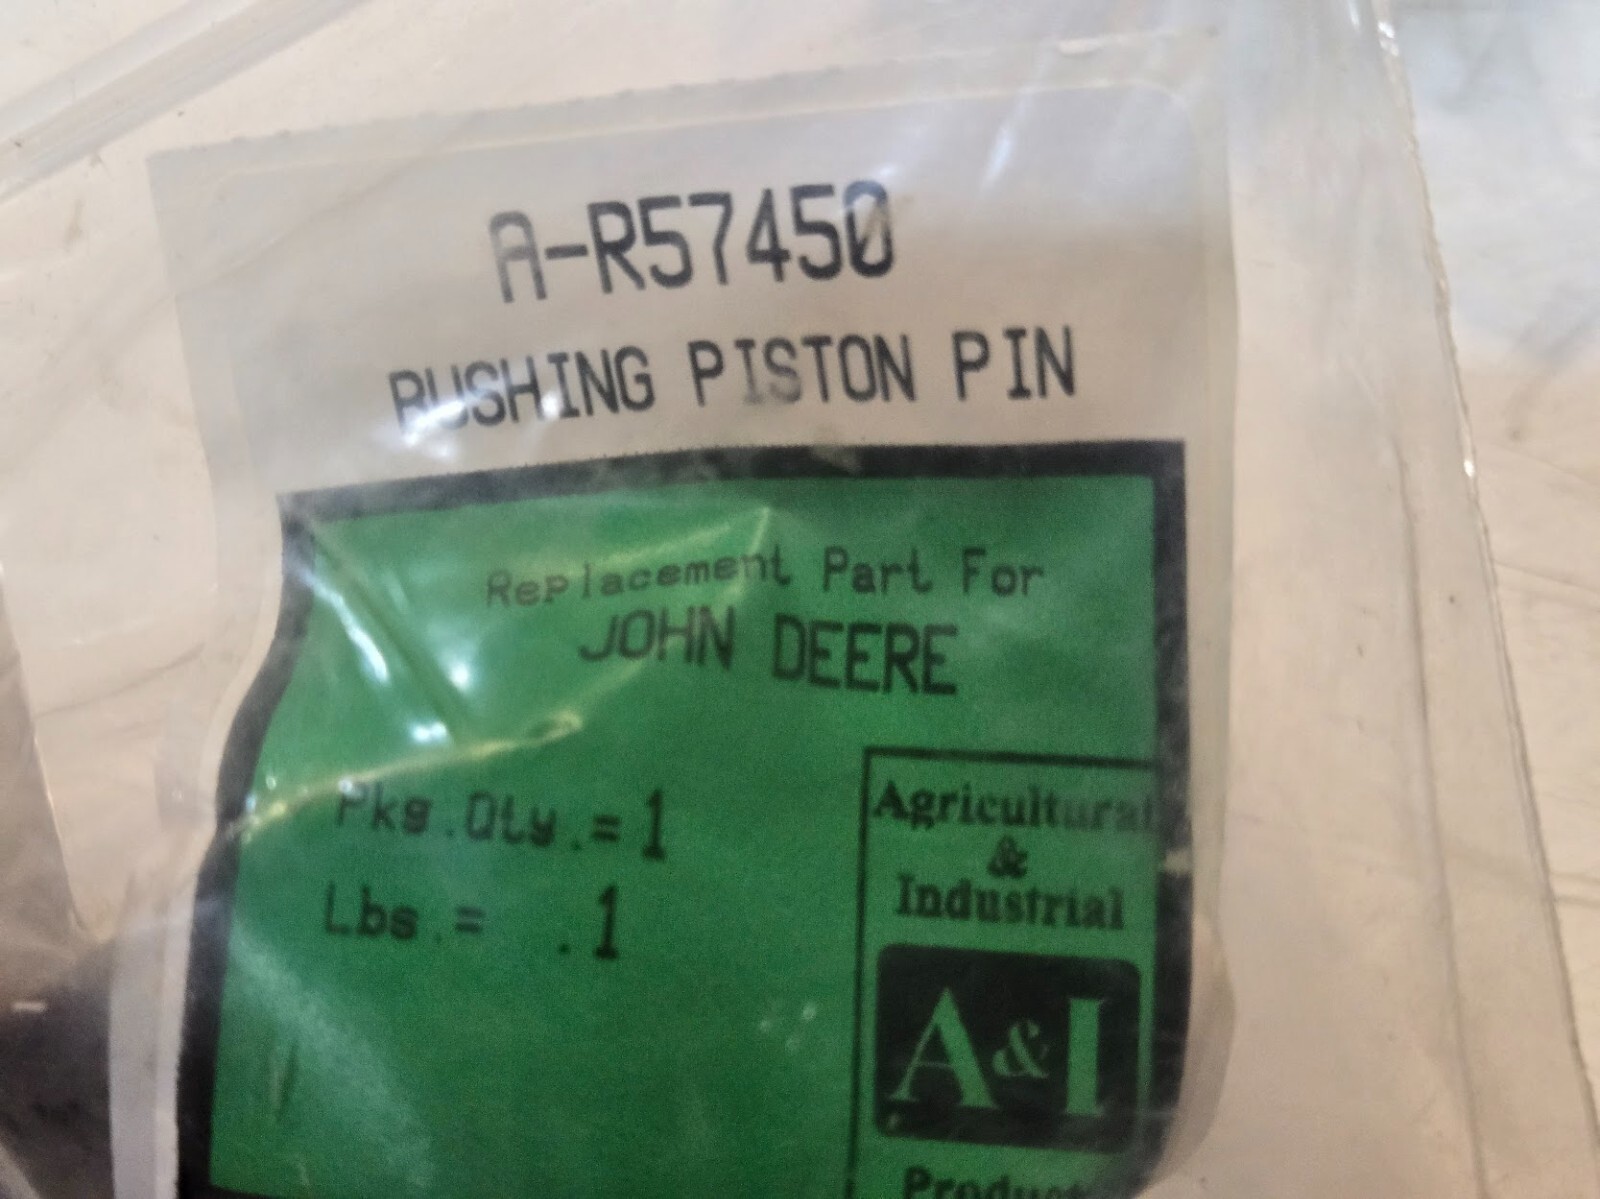 A-R57450
BUSHING PISTON PIN
Replacement Part For
JOHN DEERE
Pkg.Qty.=1
Lbs.= .1
Agricultural
&
Industrial
A&I